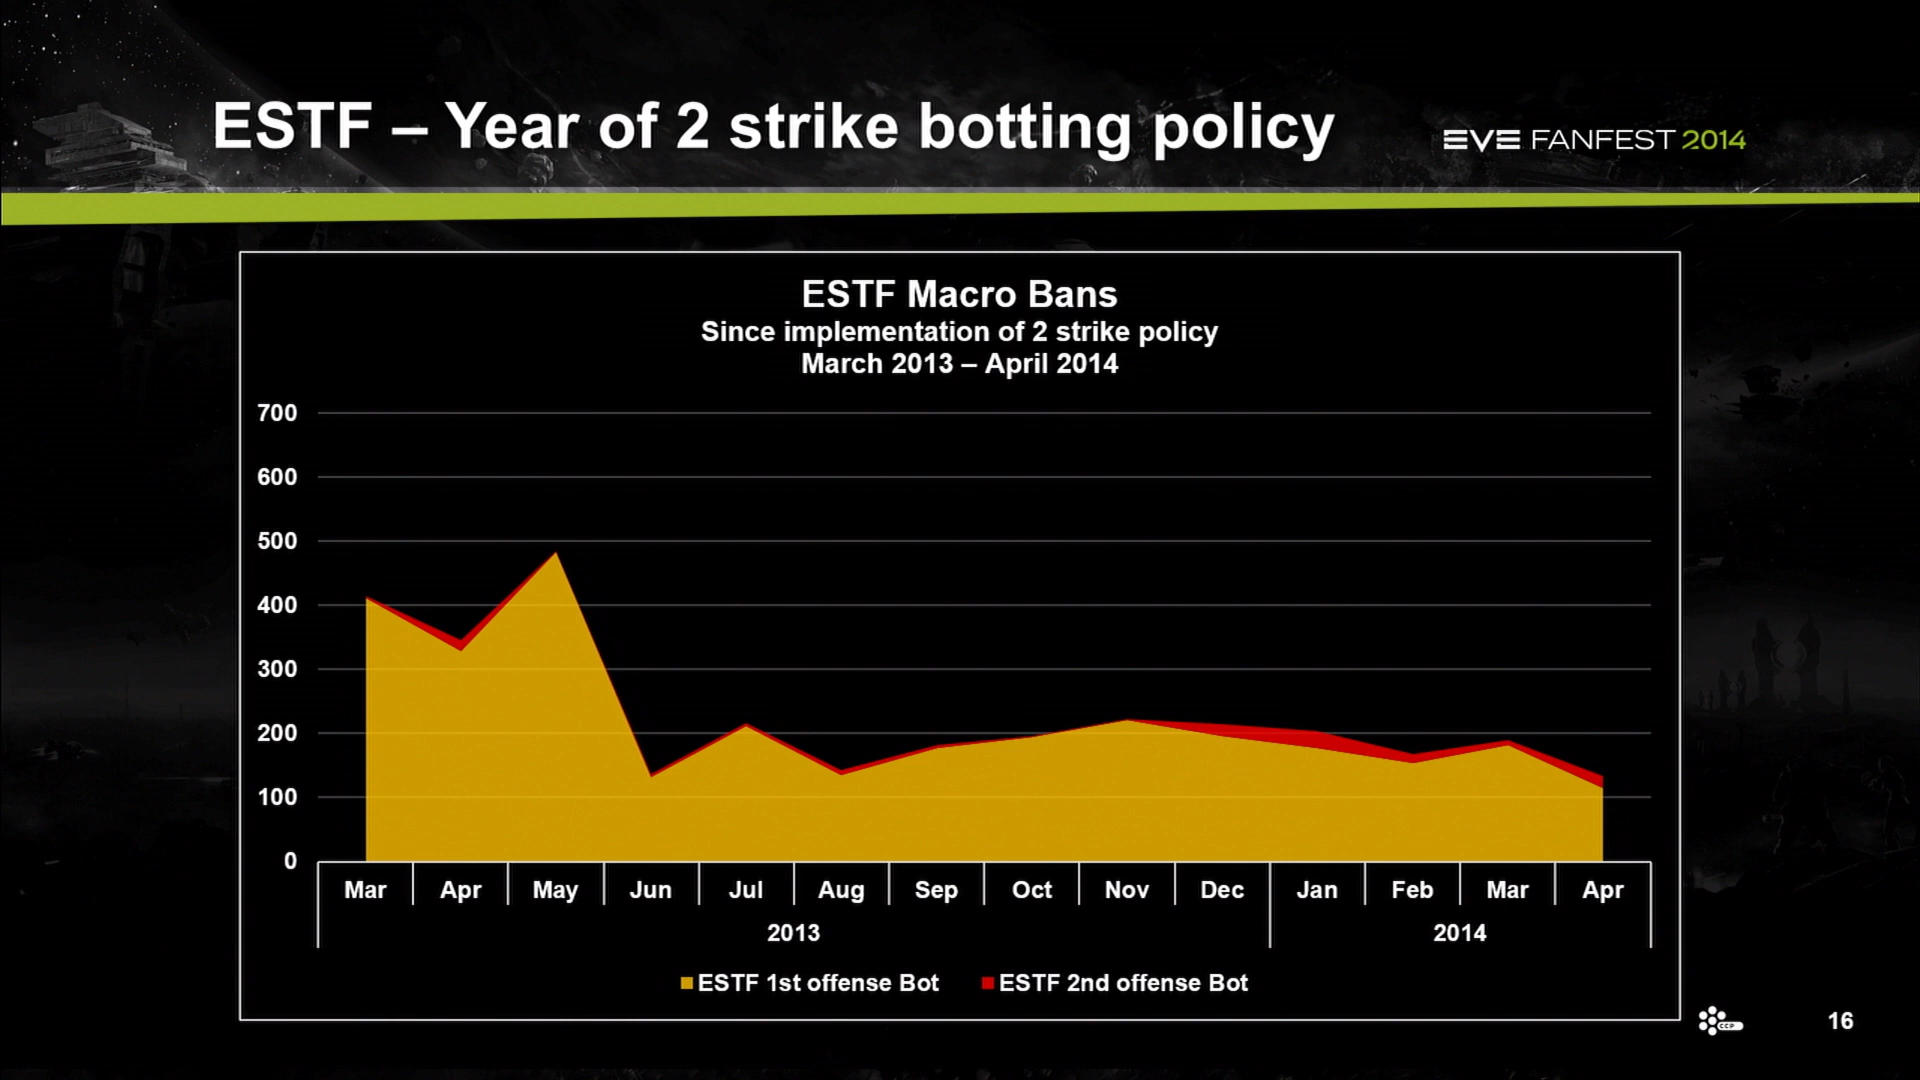 ESTF – Year of 2 strike botting policy
EVE FANFEST 2014
ESTF Macro Bans
Since implementation of 2 strike policy
March 2013 – April 2014
700
600
500
400
300
200
100
0
Mar Apr May Jun Jul Aug Sep Oct Nov Dec Jan Feb Mar Apr
2013 2014
ESTF 1st offense Bot ESTF 2nd offense Bot
CCP
16